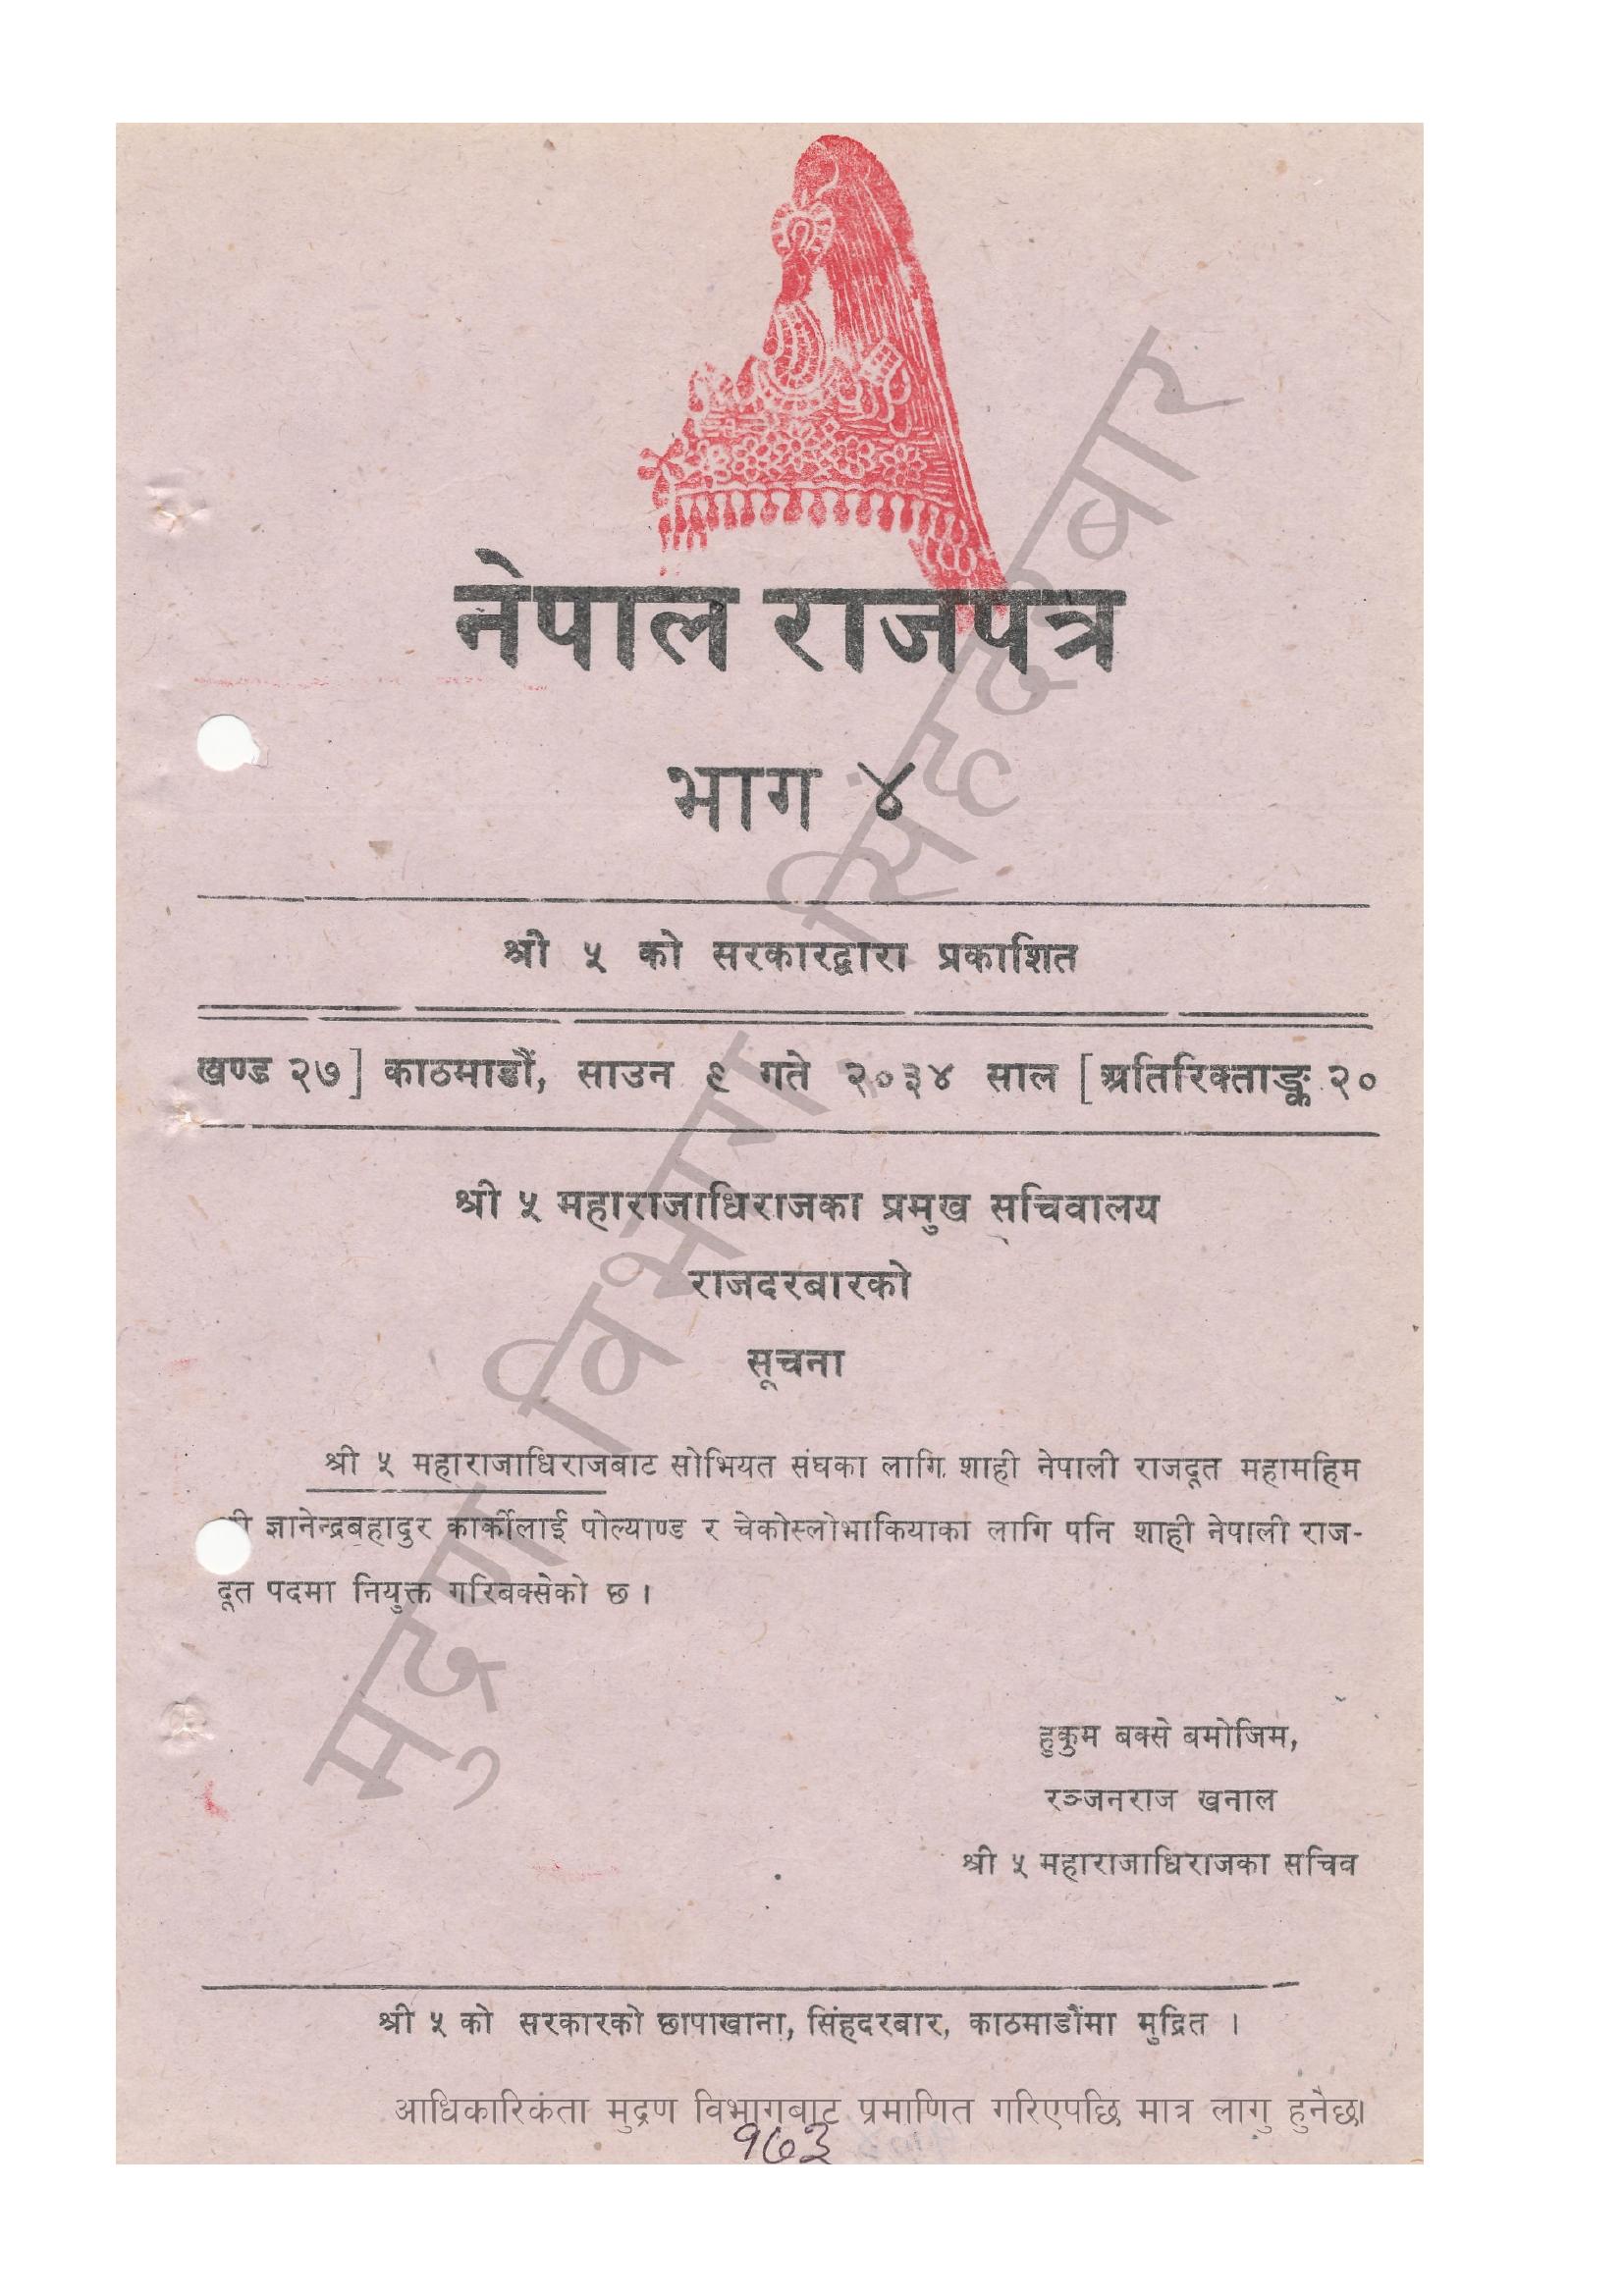 नेपाल राजपत्र
भाग ४
श्री ५ को सरकारद्वारा प्रकाशित
खण्ड २७] काठमाडौं, साउन ९ गते २०३४ साल [अतिरिक्ताङ्क २०
श्री ५ महाराजाधिराजका प्रमुख सचिवालय
राजदरबारको
सूचना
श्री ५ महाराजाधिराजबाट सोभियत संघका लागि शाही नेपाली राजदूत महामहिम
श्री ज्ञानेन्द्रबहादुर कार्कीलाई पोल्याण्ड र चेकोस्लोभाकियाका लागि पनि शाही नेपाली राज-
दूत पदमा नियुक्त गरिबक्सेको छ ।
हुकुम बक्से बमोजिम,
रञ्जनराज खनाल
श्री ५ महाराजाधिराजका सचिव
श्री ५ को सरकारको छापाखाना, सिंहदरबार, काठमाडौंमा मुद्रित ।
आधिकारिकता मुद्रण विभागबाट प्रमाणित गरिएपछि मात्र लागु हुनेछ।
१७३
मुद्रण विभाग, सिंहदरबार